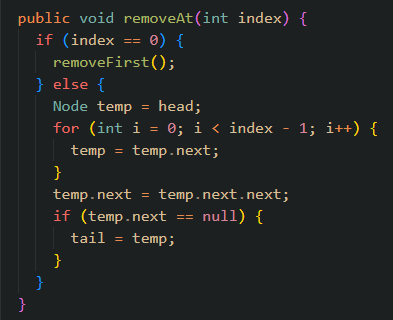 public void removeAt(int index) {
  if (index == 0) {
    removeFirst();
  } else {
    Node temp = head;
    for (int i = 0; i < index - 1; i++) {
      temp = temp.next;
    }
    temp.next = temp.next.next;
    if (temp.next == null) {
      tail = temp;
    }
  }
}